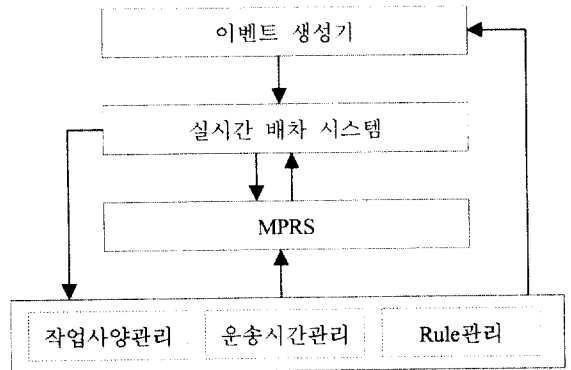 이벤트 생성기
실시간 배차 시스템
MPRS
작업사양관리
운송시간관리
Rule관리